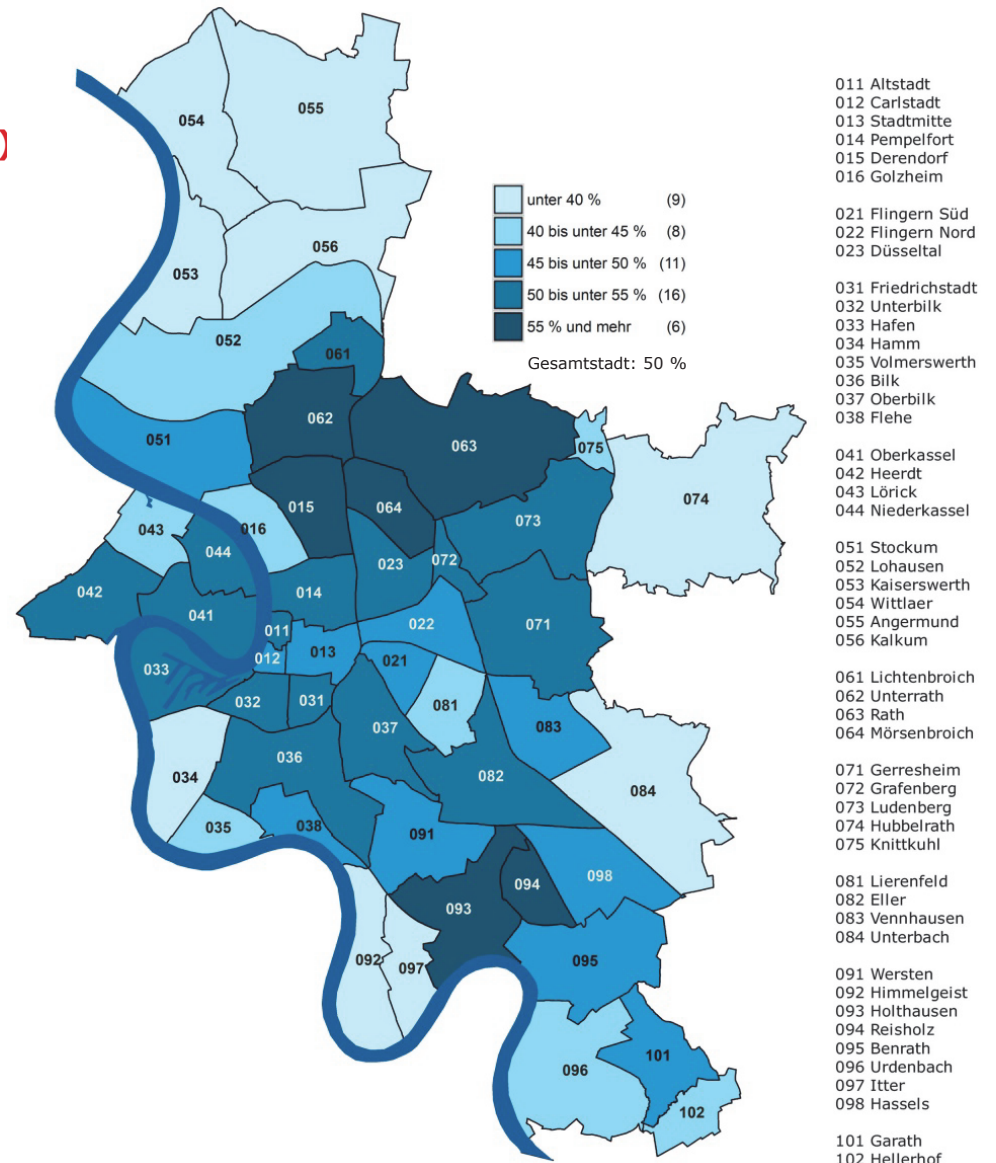 )
unter 40 % (9)
40 bis unter 45 % (8)
45 bis unter 50 % (11)
50 bis unter 55 % (16)
55 % und mehr (6)
Gesamtstadt: 50 %
055
054
056
053
052
061
062
063
051
075
074
015
064
043
016
044
073
023
072
042
014
041
071
011
022
013
012
021
033
032
031
081
037
083
036
082
034
084
035
038
091
094
098
093
092
097
095
101
096
102
011 Altstadt
012 Carlstadt
013 Stadtmitte
014 Pempelfort
015 Derendorf
016 Golzheim
021 Flingern Süd
022 Flingern Nord
023 Düsseltal
031 Friedrichstadt
032 Unterbilk
033 Hafen
034 Hamm
035 Volmerswerth
036 Bilk
037 Oberbilk
038 Flehe
041 Oberkassel
042 Heerdt
043 Lörick
044 Niederkassel
051 Stockum
052 Lohausen
053 Kaiserswerth
054 Wittlaer
055 Angermund
056 Kalkum
061 Lichtenbroich
062 Unterrath
063 Rath
064 Mörsenbroich
071 Gerresheim
072 Grafenberg
073 Ludenberg
074 Hubbelrath
075 Knittkuhl
081 Lierenfeld
082 Eller
083 Vennhausen
084 Unterbach
091 Wersten
092 Himmelgeist
093 Holthausen
094 Reisholz
095 Benrath
096 Urdenbach
097 Itter
098 Hassels
101 Garath
102 Hellerhof